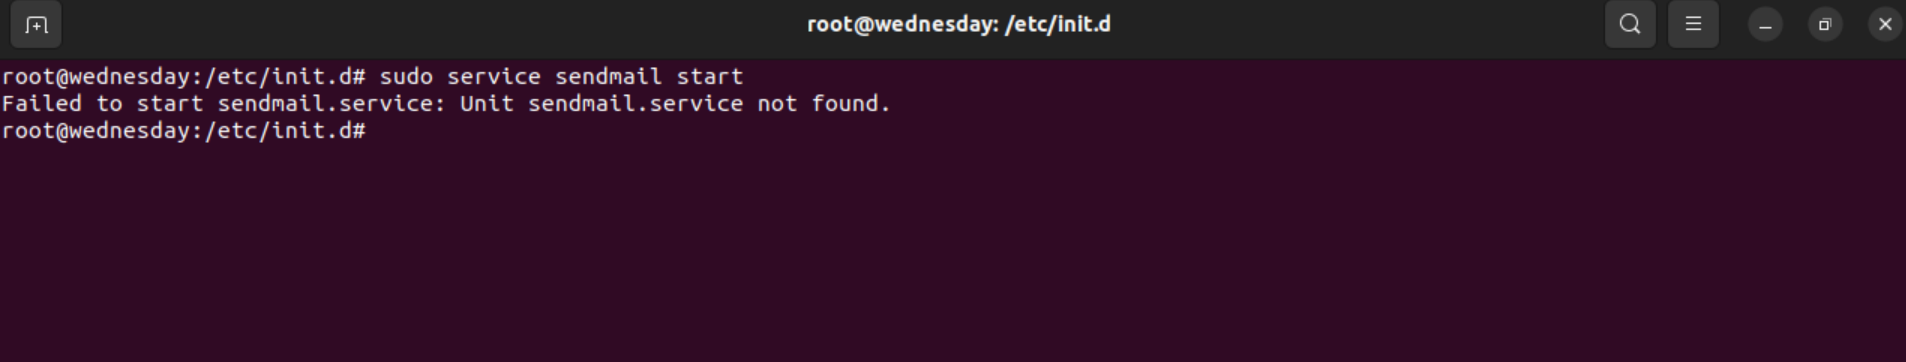 root@wednesday: /etc/init.d
root@wednesday:/etc/init.d# sudo service sendmail start
Failed to start sendmail.service: Unit sendmail.service not found.
root@wednesday:/etc/init.d#